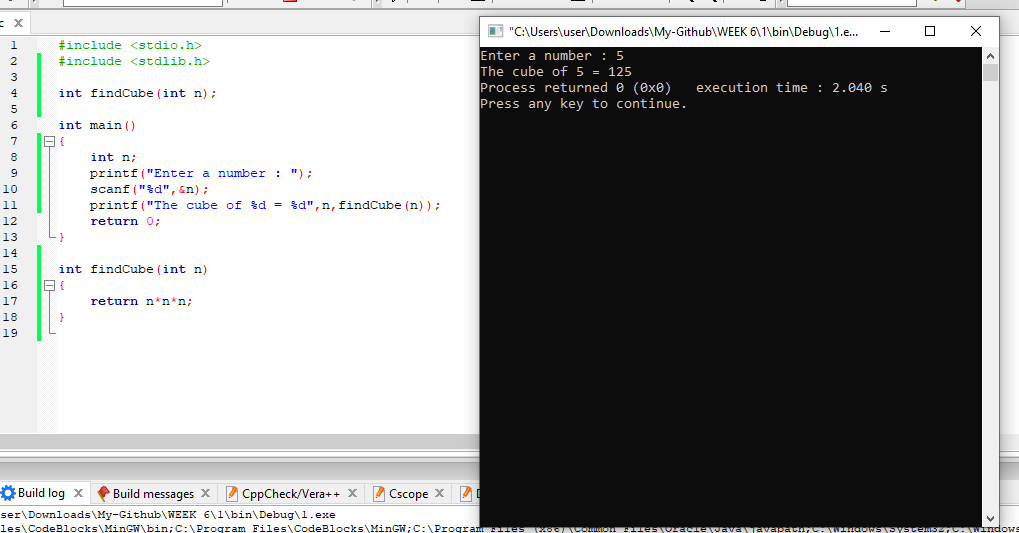 c X
1 #include <stdio.h>
2 #include <stdlib.h>
3
4 int findCube(int n);
5
6 int main()
7 {
8 int n;
9 printf("Enter a number : ");
10 scanf("%d",&n);
11 printf("The cube of %d = %d",n,findCube(n));
12 return 0;
13 }
14
15 int findCube(int n)
16 {
17 return n*n*n;
18 }
19
"C:\Users\user\Downloads\My-Github\WEEK 6\1\bin\Debug\1.e...
Enter a number : 5
The cube of 5 = 125
Process returned 0 (0x0)   execution time : 2.040 s
Press any key to continue.
Build log X Build messages X CppCheck/Vera++ X Cscope X
ser\Downloads\My-Github\WEEK 6\1\bin\Debug\1.exe
les\CodeBlocks\MinGW\bin;C:\Program Files\CodeBlocks\MinGW;C:\Program Files (x86)\Common Files\Oracle\Java\javapath;C:\Windows\System32;C:\Windows